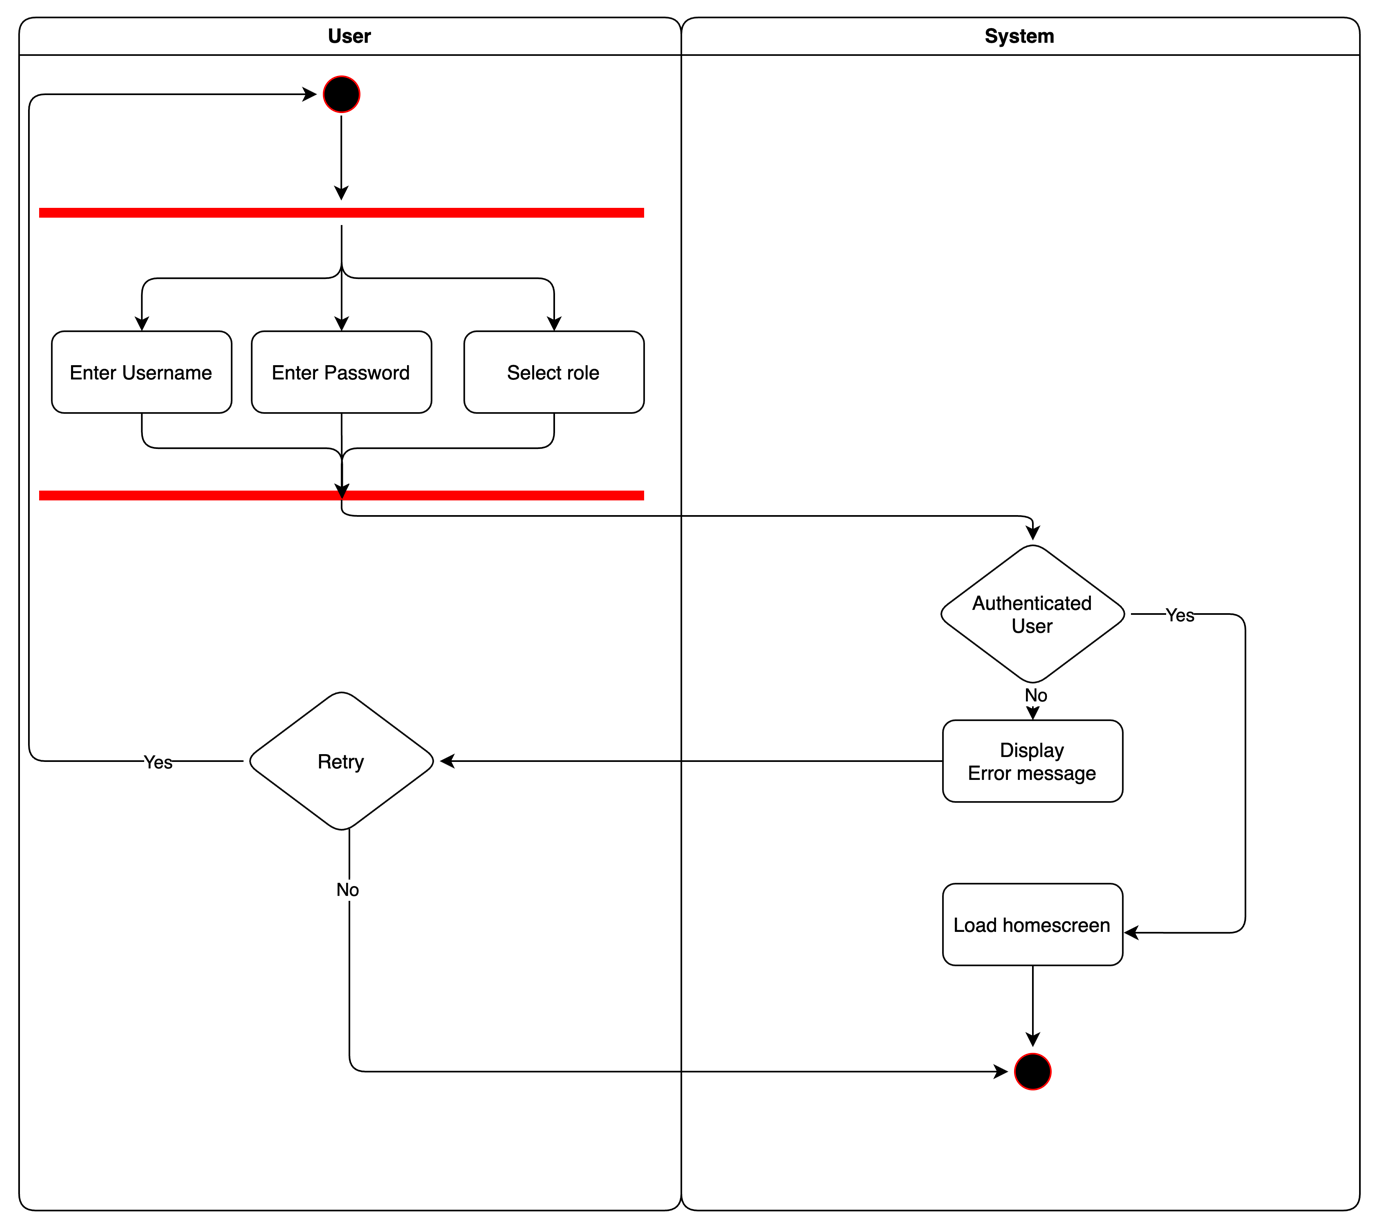 User
System
Enter Username
Enter Password
Select role
Authenticated
User
Yes
No
Display
Error message
Retry
Yes
No
Load homescreen